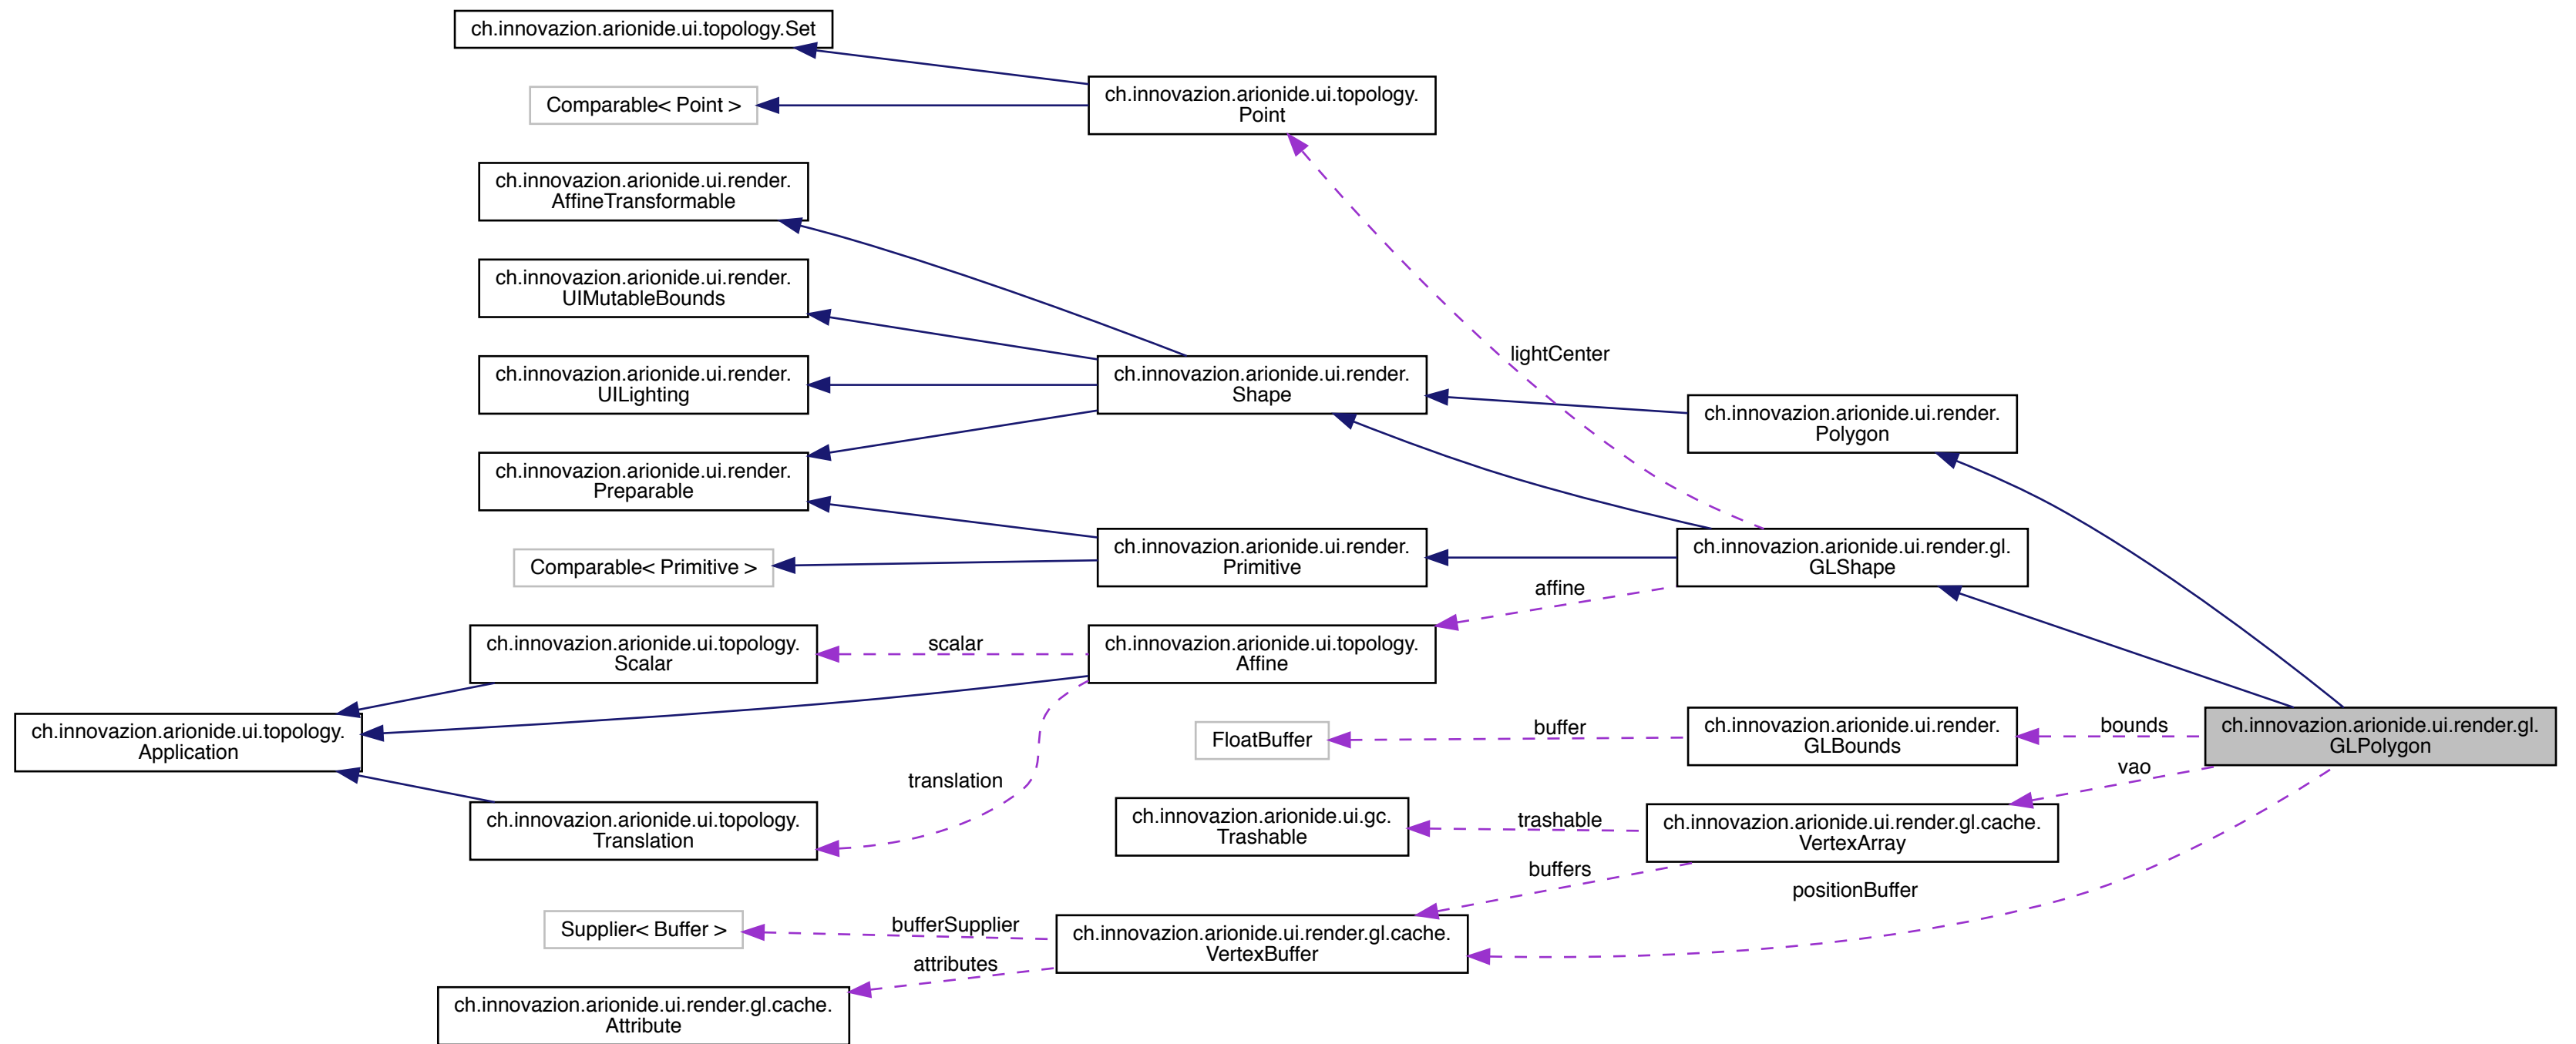 ch.innovazion.arionide.ui.topology.Set
Comparable< Point >
ch.innovazion.arionide.ui.topology.
Point
ch.innovazion.arionide.ui.render.
AffineTransformable
ch.innovazion.arionide.ui.render.
UIMutableBounds
lightCenter
ch.innovazion.arionide.ui.render.
UILighting
ch.innovazion.arionide.ui.render.
Shape
ch.innovazion.arionide.ui.render.
Polygon
ch.innovazion.arionide.ui.render.
Preparable
Comparable< Primitive >
ch.innovazion.arionide.ui.render.
Primitive
ch.innovazion.arionide.ui.render.gl.
GLShape
affine
ch.innovazion.arionide.ui.topology.
Scalar
scalar
ch.innovazion.arionide.ui.topology.
Affine
ch.innovazion.arionide.ui.topology.
Application
FloatBuffer
buffer
ch.innovazion.arionide.ui.render.
GLBounds
bounds
ch.innovazion.arionide.ui.render.gl.
GLPolygon
vao
translation
ch.innovazion.arionide.ui.topology.
Translation
ch.innovazion.arionide.ui.gc.
Trashable
trashable
ch.innovazion.arionide.ui.render.gl.cache.
VertexArray
buffers
positionBuffer
Supplier< Buffer >
bufferSupplier
ch.innovazion.arionide.ui.render.gl.cache.
VertexBuffer
attributes
ch.innovazion.arionide.ui.render.gl.cache.
Attribute